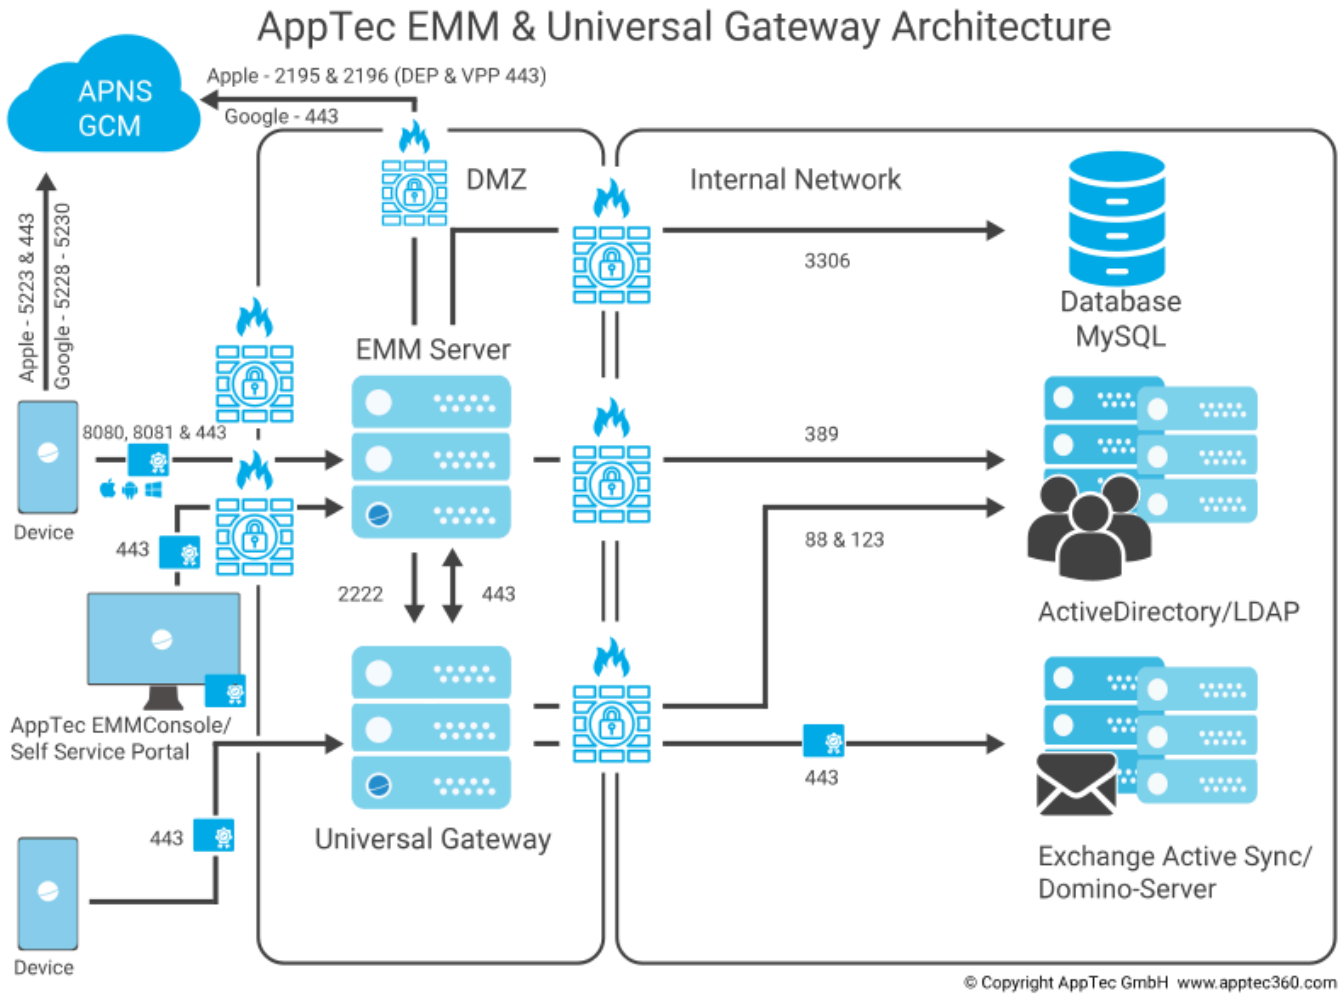 AppTec EMM & Universal Gateway Architecture
Apple - 2195 & 2196 (DEP & VPP 443)
APNS
GCM
Google - 443
DMZ
Internal Network
Apple - 5223 & 443
Google - 5228 - 5230
3306
Database
MySQL
EMM Server
8080, 8081 & 443
389
Device
443
88 & 123
2222
443
ActiveDirectory/LDAP
AppTec EMMConsole/
Self Service Portal
443
443
Universal Gateway
Exchange Active Sync/
Domino-Server
Device
© Copyright AppTec GmbH www.apptec360.com